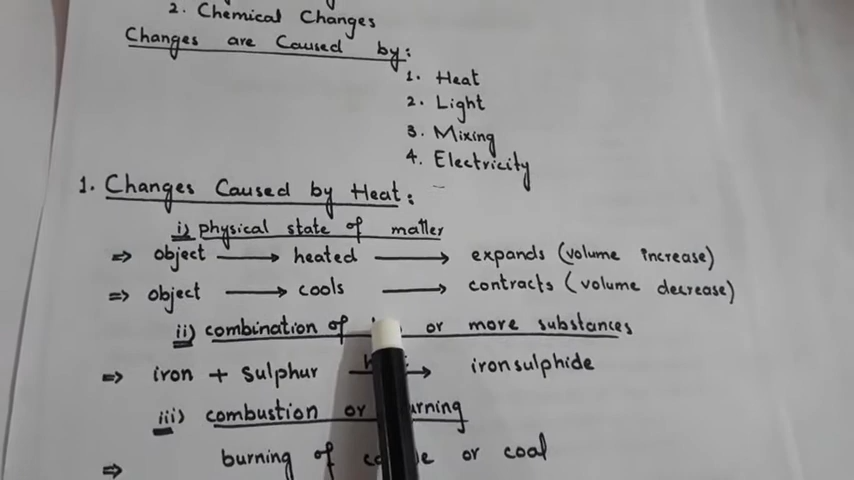 2. Chemical Changes
Changes are Caused by:
1. Heat
2. Light
3. Mixing
4. Electricity
1. Changes Caused by Heat:
i) physical state of matter
⇒ object → heated → expands (volume increase)
⇒ object → cools → contracts (volume decrease)
ii) combination of or more substances
⇒ iron + sulphur → iron sulphide
iii) combustion or burning
⇒ burning of or coal